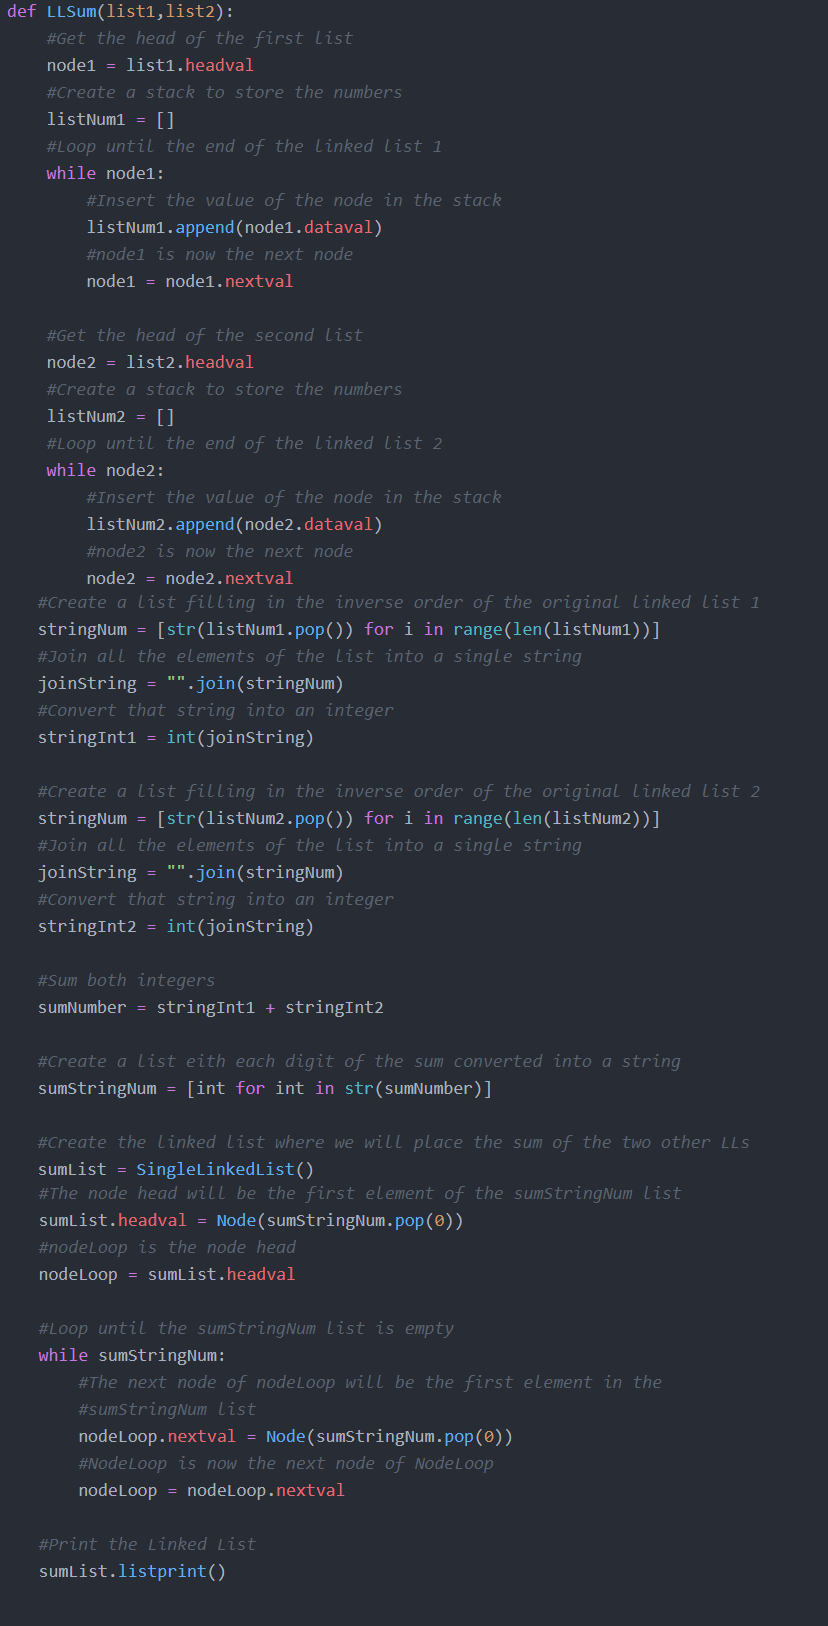 def LLSum(list1,list2):
    #Get the head of the first list
    node1 = list1.headval
    #Create a stack to store the numbers
    listNum1 = []
    #Loop until the end of the linked list 1
    while node1:
        #Insert the value of the node in the stack
        listNum1.append(node1.dataval)
        #node1 is now the next node
        node1 = node1.nextval

    #Get the head of the second list
    node2 = list2.headval
    #Create a stack to store the numbers
    listNum2 = []
    #Loop until the end of the linked list 2
    while node2:
        #Insert the value of the node in the stack
        listNum2.append(node2.dataval)
        #node2 is now the next node
        node2 = node2.nextval
    #Create a list filling in the inverse order of the original linked list 1
    stringNum = [str(listNum1.pop()) for i in range(len(listNum1))]
    #Join all the elements of the list into a single string
    joinString = "".join(stringNum)
    #Convert that string into an integer
    stringInt1 = int(joinString)

    #Create a list filling in the inverse order of the original linked list 2
    stringNum = [str(listNum2.pop()) for i in range(len(listNum2))]
    #Join all the elements of the list into a single string
    joinString = "".join(stringNum)
    #Convert that string into an integer
    stringInt2 = int(joinString)

    #Sum both integers
    sumNumber = stringInt1 + stringInt2

    #Create a list eith each digit of the sum converted into a string
    sumStringNum = [int for int in str(sumNumber)]

    #Create the linked list where we will place the sum of the two other LLs
    sumList = SingleLinkedList()
    #The node head will be the first element of the sumStringNum list
    sumList.headval = Node(sumStringNum.pop(0))
    #nodeLoop is the node head
    nodeLoop = sumList.headval

    #Loop until the sumStringNum list is empty
    while sumStringNum:
        #The next node of nodeLoop will be the first element in the
        #sumStringNum list
        nodeLoop.nextval = Node(sumStringNum.pop(0))
        #NodeLoop is now the next node of NodeLoop
        nodeLoop = nodeLoop.nextval

    #Print the Linked List
    sumList.listprint()